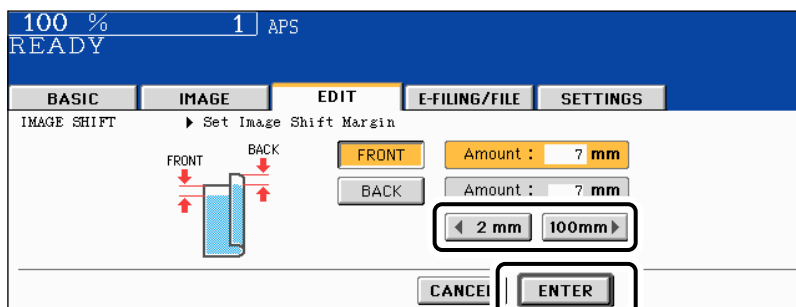 100 % 1 APS
READY
BASIC IMAGE EDIT E-FILING/FILE SETTINGS
IMAGE SHIFT ▶ Set Image Shift Margin
FRONT BACK FRONT Amount : 7 mm
BACK Amount : 7 mm
◀ 2 mm 100mm ▶
CANCEL ENTER